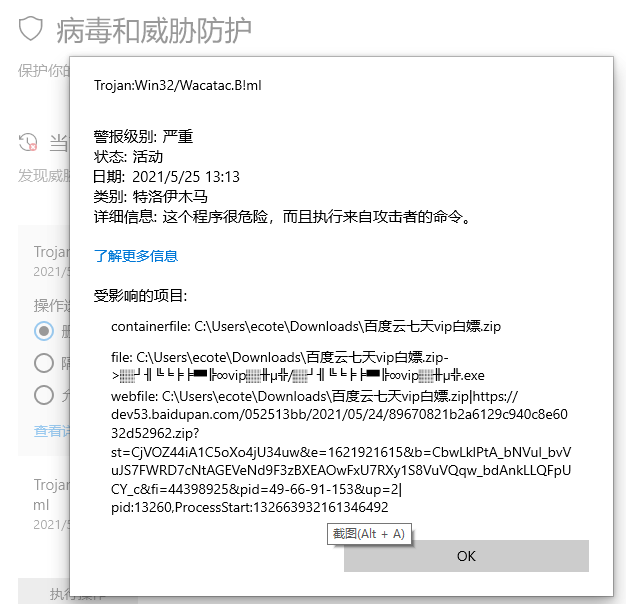 病毒和威胁防护
保护你的
Trojan:Win32/Wacatac.B!ml
警报级别: 严重
状态: 活动
日期: 2021/5/25 13:13
类别: 特洛伊木马
详细信息: 这个程序很危险，而且执行来自攻击者的命令。
当
发现威胁
了解更多信息
Trojan
2021/5
受影响的项目:
操作选
containerfile: C:\Users\ecote\Downloads\百度云七天vip白嫖.zip
删
file: C:\Users\ecote\Downloads\百度云七天vip白嫖.zip-
隔
允
webfile: C:\Users\ecote\Downloads\百度云七天vip白嫖.zip|https://
dev53.baidupan.com/052513bb/2021/05/24/89670821b2a6129c940c8e60
查看详
32d52962.zip?
st=CjVOZ44iA1C5oXo4jU34uw&e=1621921615&b=CbwLklPtA_bNVul_bvV
uJS7FWRD7cNtAGEVeNd9F3zBXEAOwFxU7RXy1S8VuVQqw_bdAnkLLQFpU
Trojan
CY_c&fi=44398925&pid=49-66-91-153&up=2|
ml
pid:13260,ProcessStart:132663932161346492
2021/5
截图(Alt + A)
OK
执行操作